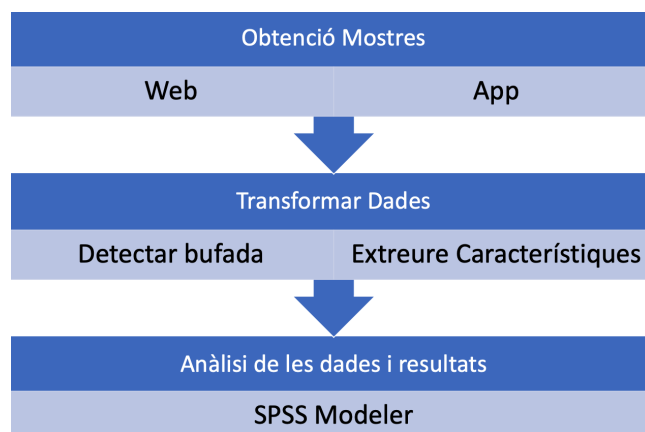 Obtenció Mostres
Web
App
Transformar Dades
Detectar bufada
Extreure Característiques
Anàlisi de les dades i resultats
SPSS Modeler